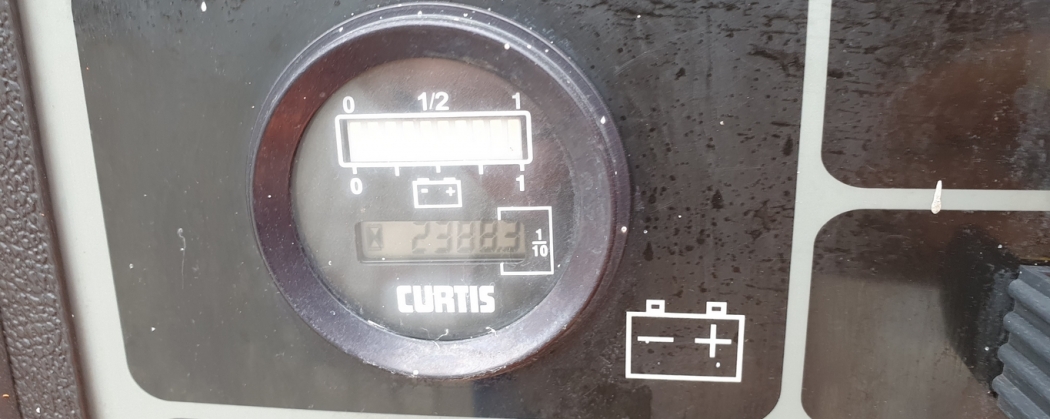 0 1/2 1
0 1
- +
23883
1/10
CURTIS
- +